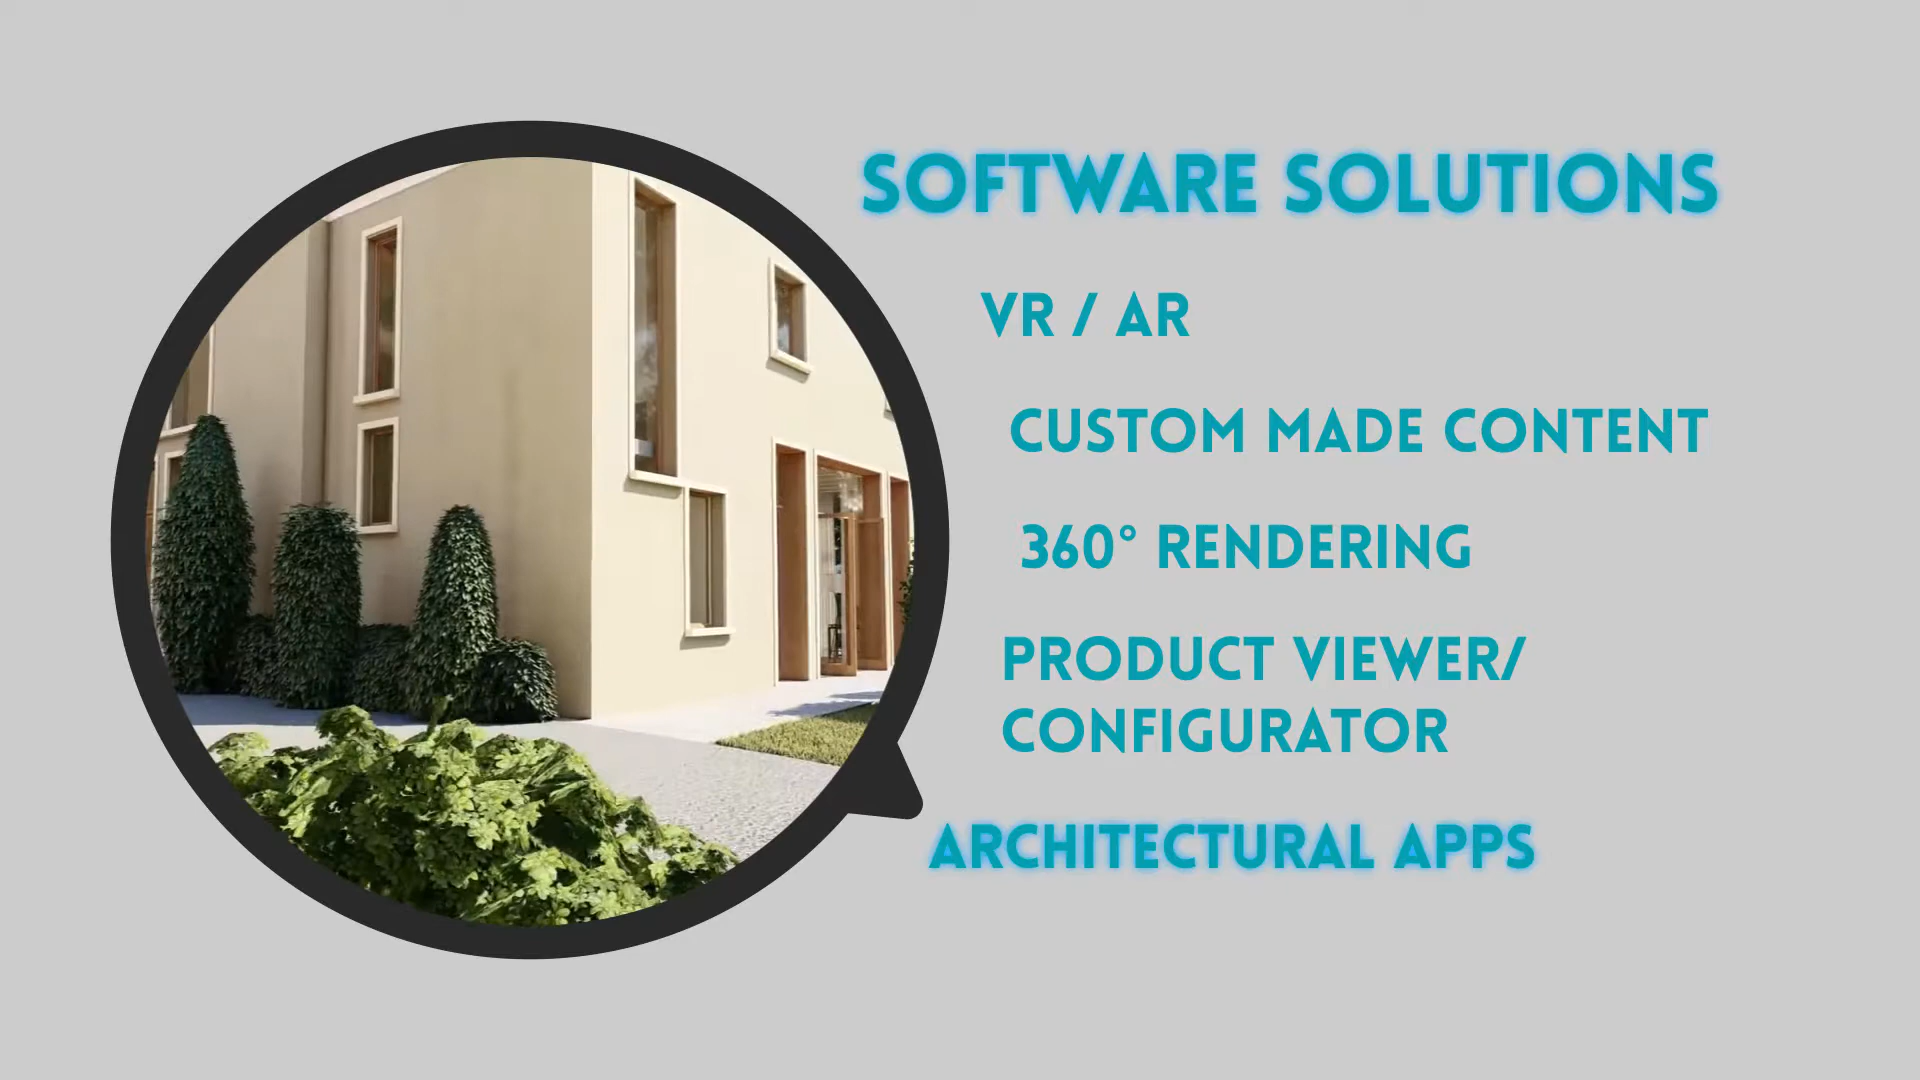 SOFTWARE SOLUTIONS
VR / AR
CUSTOM MADE CONTENT
360° RENDERING
PRODUCT VIEWER/
CONFIGURATOR
ARCHITECTURAL APPS